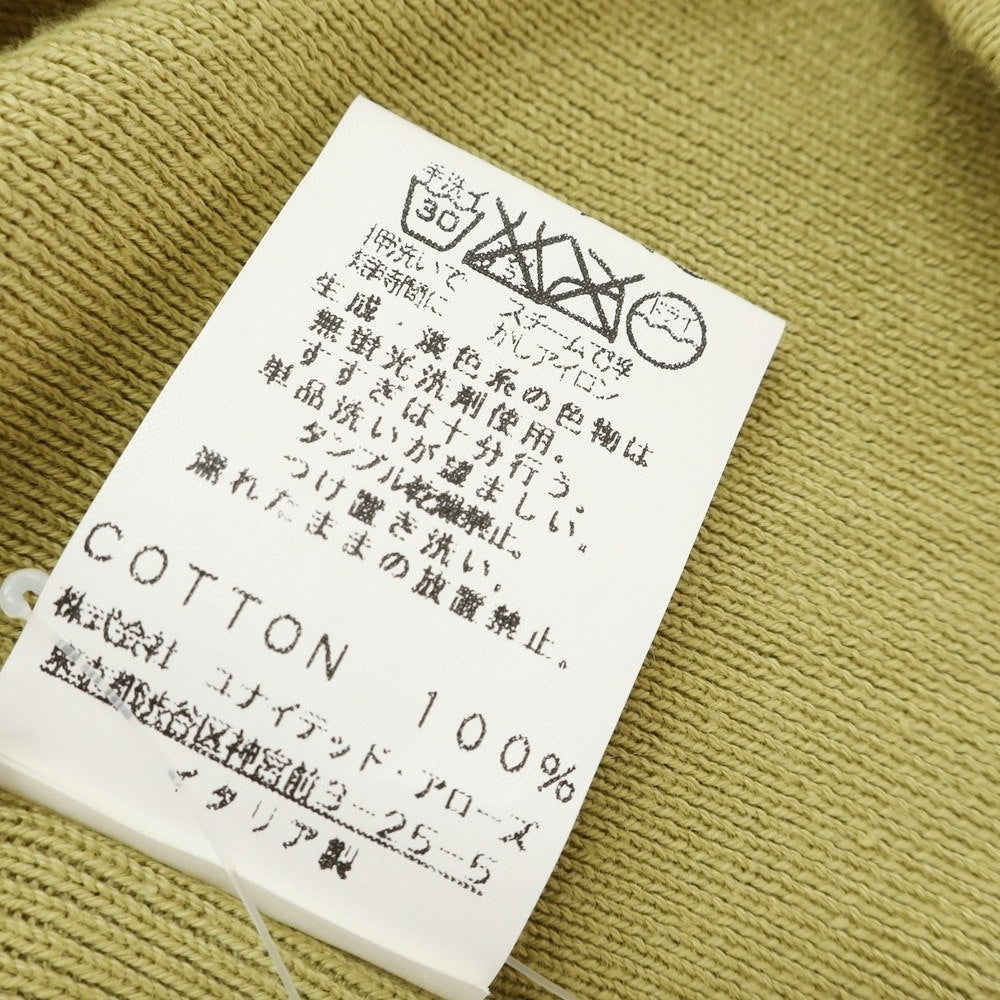 手洗イ
30
ドライ
押洗いで
短時間に
スチームで浮
かしアイロン
生成．淡色系の色物は
無蛍光洗剤使用。
すすぎは十分行う。
単品洗いが望ましい。
タンブル乾燥禁止。
つけ置き洗い．
濡れたままの放置禁止。
COTTON 100%
株式会社 ユナイテッド・アローズ
東京都渋谷区神宮前3-25-5
イタリア製